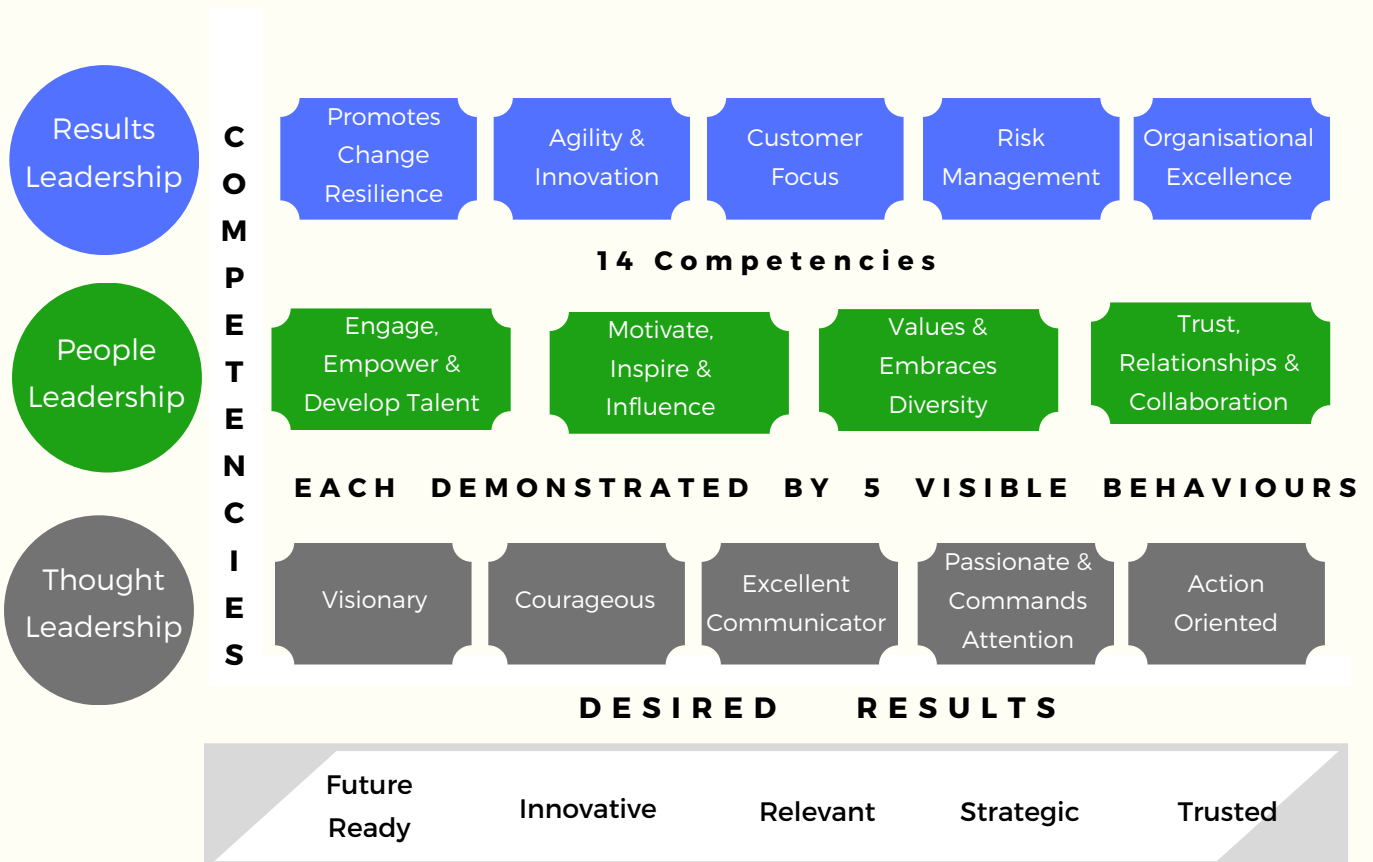 Results
Leadership
COMPETENCIES
Promotes
Change
Resilience
Agility &
Innovation
Customer
Focus
Risk
Management
Organisational
Excellence
14 Competencies
People
Leadership
Engage,
Empower &
Develop Talent
Motivate,
Inspire &
Influence
Values &
Embraces
Diversity
Trust,
Relationships &
Collaboration
EACH DEMONSTRATED BY 5 VISIBLE BEHAVIOURS
Thought
Leadership
Visionary
Courageous
Excellent
Communicator
Passionate &
Commands
Attention
Action
Oriented
DESIRED RESULTS
Future
Ready
Innovative
Relevant
Strategic
Trusted